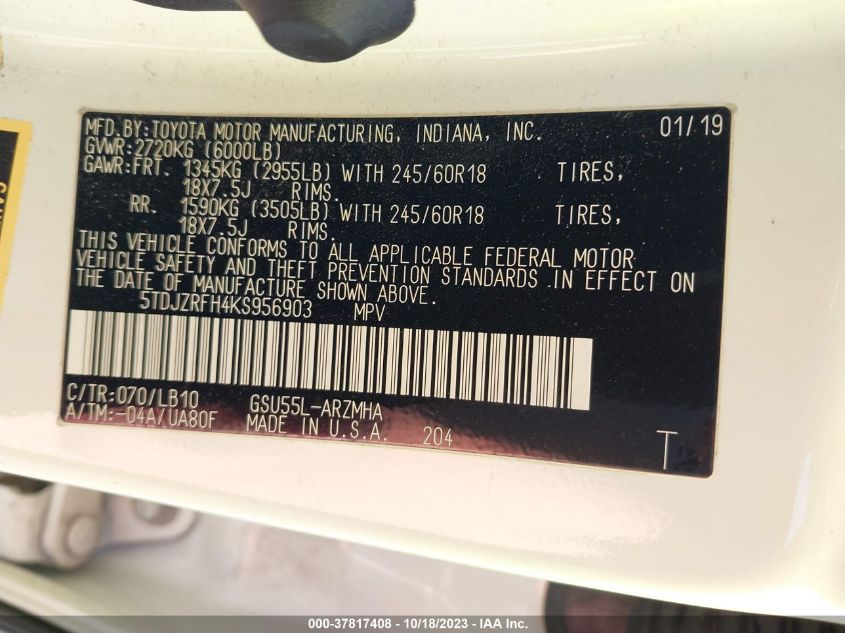 MFD.BY:TOYOTA MOTOR MANUFACTURING, INDIANA, INC. 01/19
GVWR:2720KG (6000LB)
GAWR:FRT. 1345KG (2955LB) WITH 245/60R18 TIRES,
18X7.5J RIMS.
RR. 1590KG (3505LB) WITH 245/60R18 TIRES,
18X7.5J RIMS.
THIS VEHICLE CONFORMS TO ALL APPLICABLE FEDERAL MOTOR
VEHICLE SAFETY AND THEFT PREVENTION STANDARDS IN EFFECT ON
THE DATE OF MANUFACTURE SHOWN ABOVE.
5TDJZRFH4KS956903 MPV
C/TR:070/LB10 GSU55L-ARZMHA
A/TM:-04A/UA80F MADE IN U.S.A. 204
T
000-37817408 - 10/18/2023 - IAA Inc.